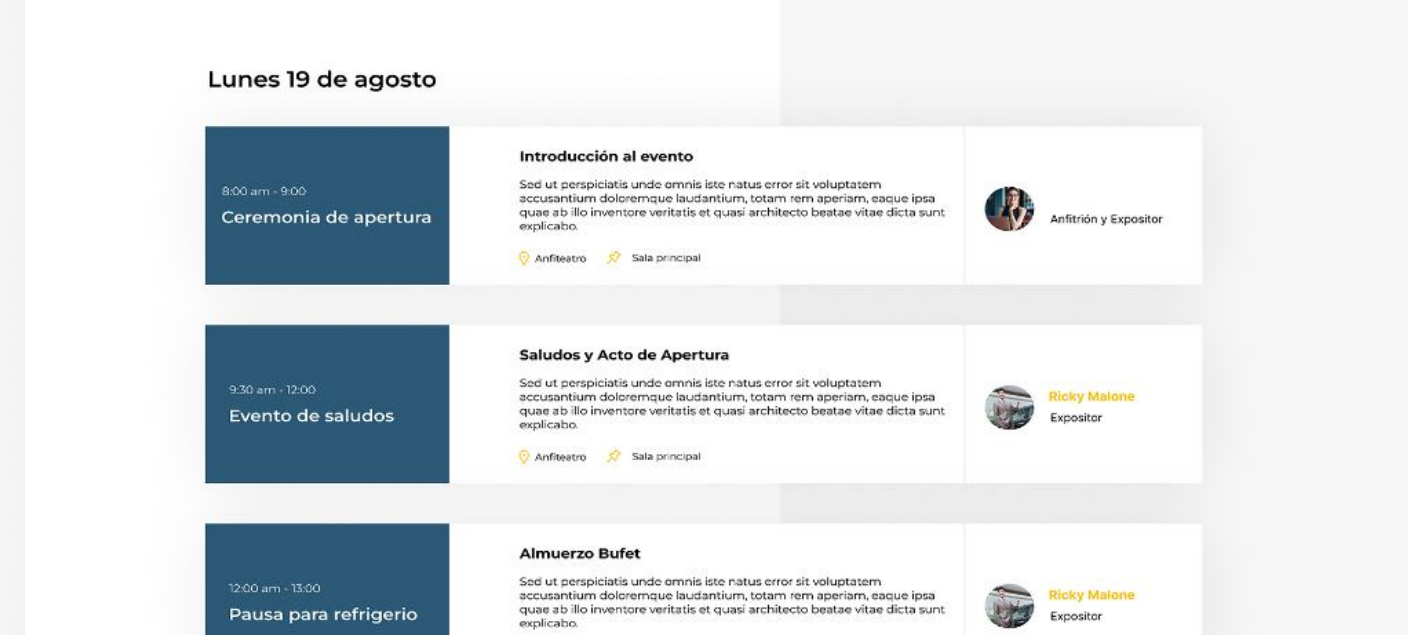 Lunes 19 de agosto
8:00 am - 9:00
Ceremonia de apertura
Introducción al evento
Sed ut perspiciatis unde omnis iste natus error sit voluptatem
accusantium doloremque laudantium, totam rem aperiam, eaque ipsa
quae ab illo inventore veritatis et quasi architecto beatae vitae dicta sunt
explicabo.
Anfiteatro Sala principal
Anfitrión y Expositor
9:30 am - 12:00
Evento de saludos
Saludos y Acto de Apertura
Sed ut perspiciatis unde omnis iste natus error sit voluptatem
accusantium doloremque laudantium, totam rem aperiam, eaque ipsa
quae ab illo inventore veritatis et quasi architecto beatae vitae dicta sunt
explicabo.
Anfiteatro Sala principal
Ricky Malone
Expositor
12:00 am - 13:00
Pausa para refrigerio
Almuerzo Bufet
Sed ut perspiciatis unde omnis iste natus error sit voluptatem
accusantium doloremque laudantium, totam rem aperiam, eaque ipsa
quae ab illo inventore veritatis et quasi architecto beatae vitae dicta sunt
explicabo.
Ricky Malone
Expositor